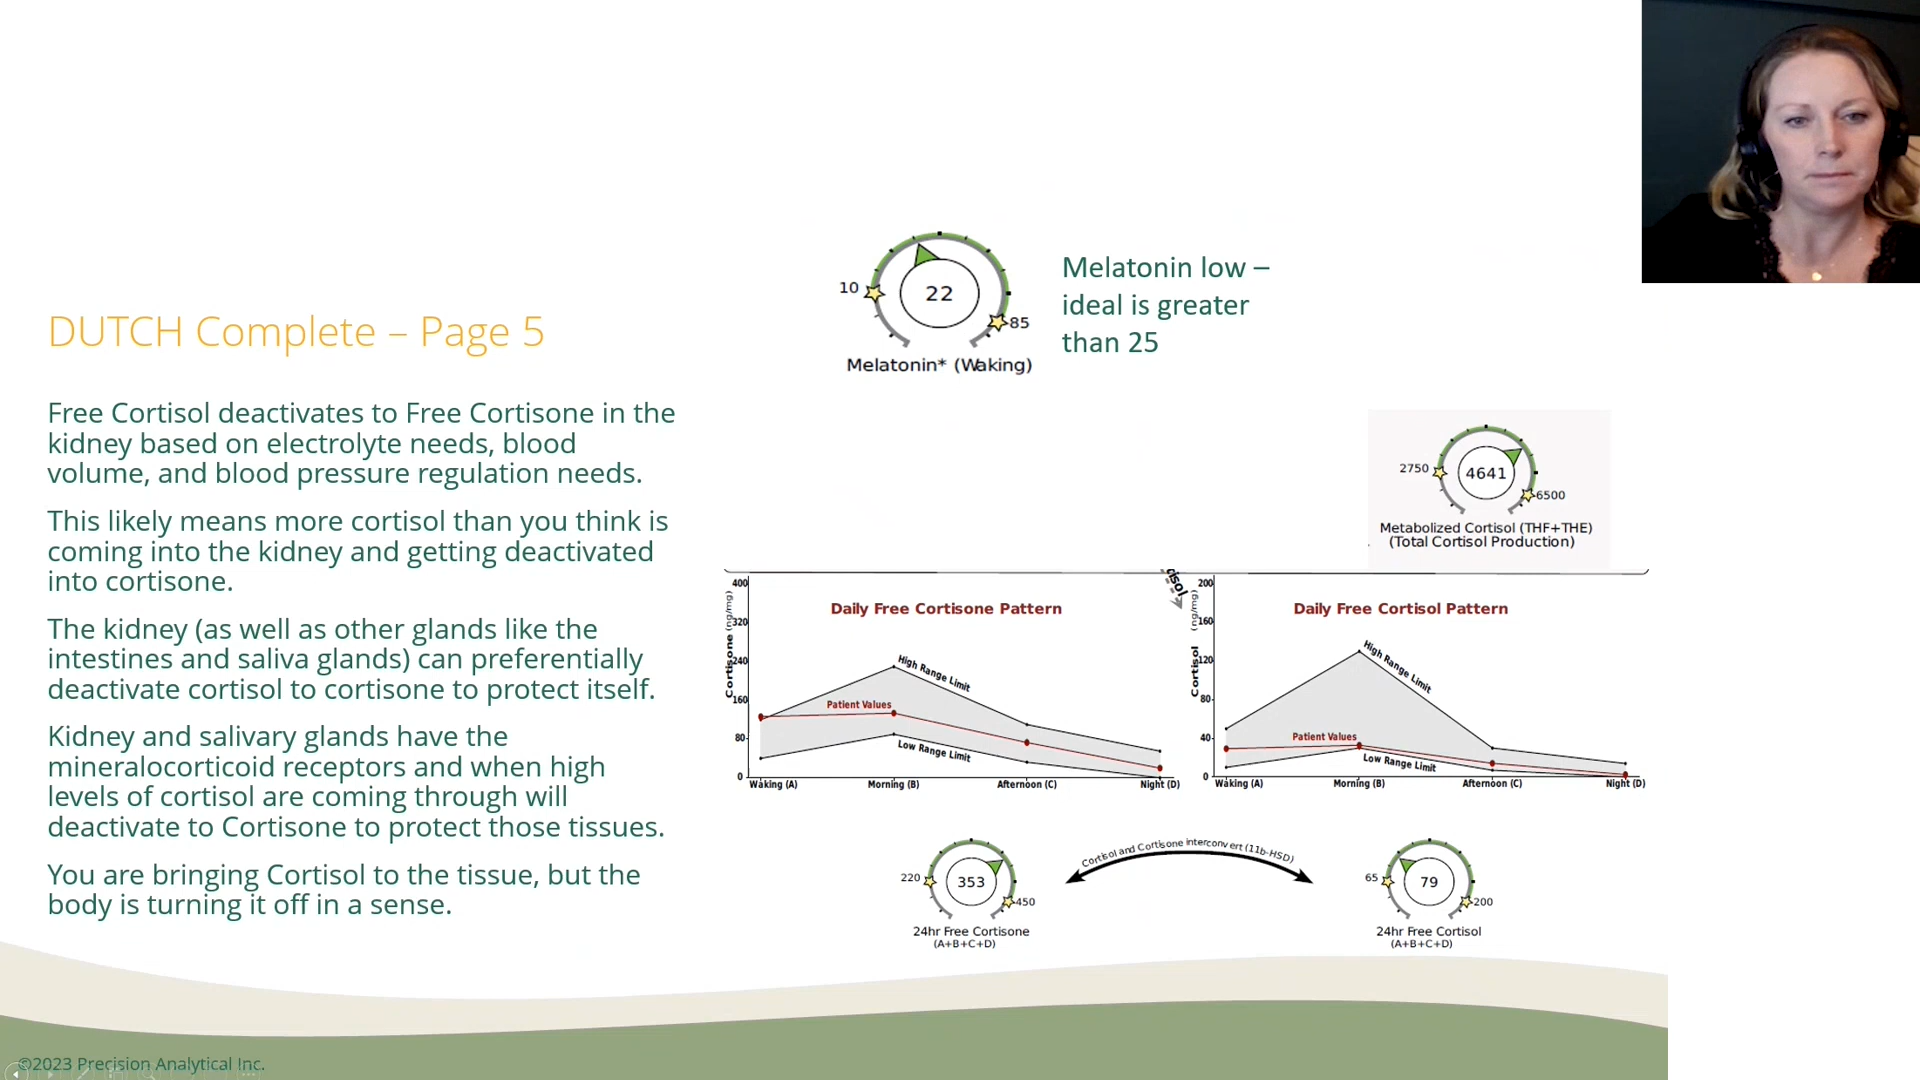 DUTCH Complete – Page 5
Free Cortisol deactivates to Free Cortisone in the
kidney based on electrolyte needs, blood
volume, and blood pressure regulation needs.
This likely means more cortisol than you think is
coming into the kidney and getting deactivated
into cortisone.
The kidney (as well as other glands like the
intestines and saliva glands) can preferentially
deactivate cortisol to cortisone to protect itself.
Kidney and salivary glands have the
mineralocorticoid receptors and when high
levels of cortisol are coming through will
deactivate to Cortisone to protect those tissues.
You are bringing Cortisol to the tissue, but the
body is turning it off in a sense.
10
22
85
Melatonin* (Waking)
Melatonin low –
ideal is greater
than 25
2750
4641
6500
Metabolized Cortisol (THF+THE)
(Total Cortisol Production)
Daily Free Cortisone Pattern
Cortisone (ng/mg)
400
320
240
160
80
0
High Range Limit
Patient Values
Low Range Limit
Waking (A)
Morning (B)
Afternoon (C)
Night (D)
Daily Free Cortisol Pattern
Cortisol (ng/mg)
200
160
120
80
40
0
High Range Limit
Patient Values
Low Range Limit
Waking (A)
Morning (B)
Afternoon (C)
Night (D)
220
353
450
24hr Free Cortisone
(A+B+C+D)
Cortisol and Cortisone interconvert (11b-HSD)
65
79
200
24hr Free Cortisol
(A+B+C+D)
©2023 Precision Analytical Inc.